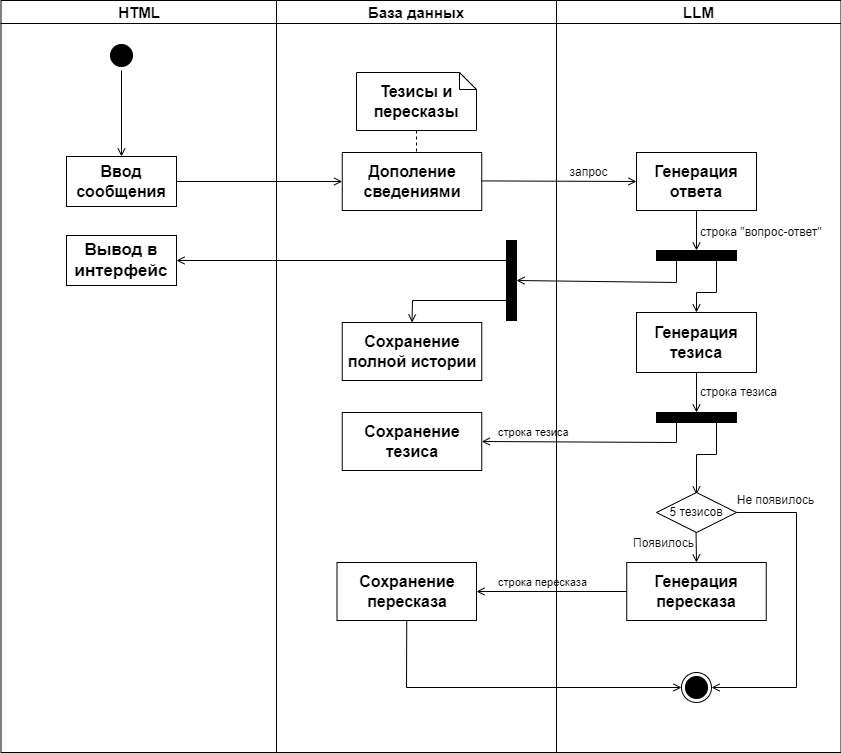 HTML
База данных
LLM
Тезисы и
пересказы
Ввод
сообщения
Дополение
сведениями
запрос
Генерация
ответа
строка "вопрос-ответ"
Вывод в
интерфейс
Сохранение
полной истории
Генерация
тезиса
строка тезиса
Сохранение
тезиса
строка тезиса
5 тезисов
Не появилось
Появилось
Сохранение
пересказа
строка пересказа
Генерация
пересказа